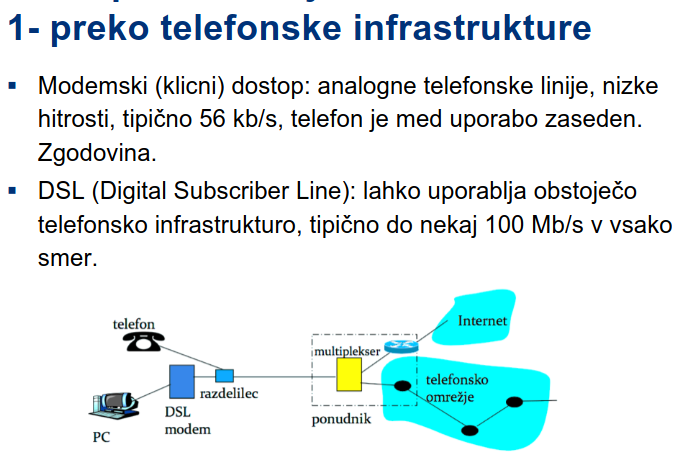 1- preko telefonske infrastrukture
▪ Modemski (klicni) dostop: analogne telefonske linije, nizke
hitrosti, tipično 56 kb/s, telefon je med uporabo zaseden.
Zgodovina.
▪ DSL (Digital Subscriber Line): lahko uporablja obstoječo
telefonsko infrastrukturo, tipično do nekaj 100 Mb/s v vsako
smer.
telefon
Internet
multiplekser
razdelilec
telefonsko
omrežje
DSL
modem
ponudnik
PC